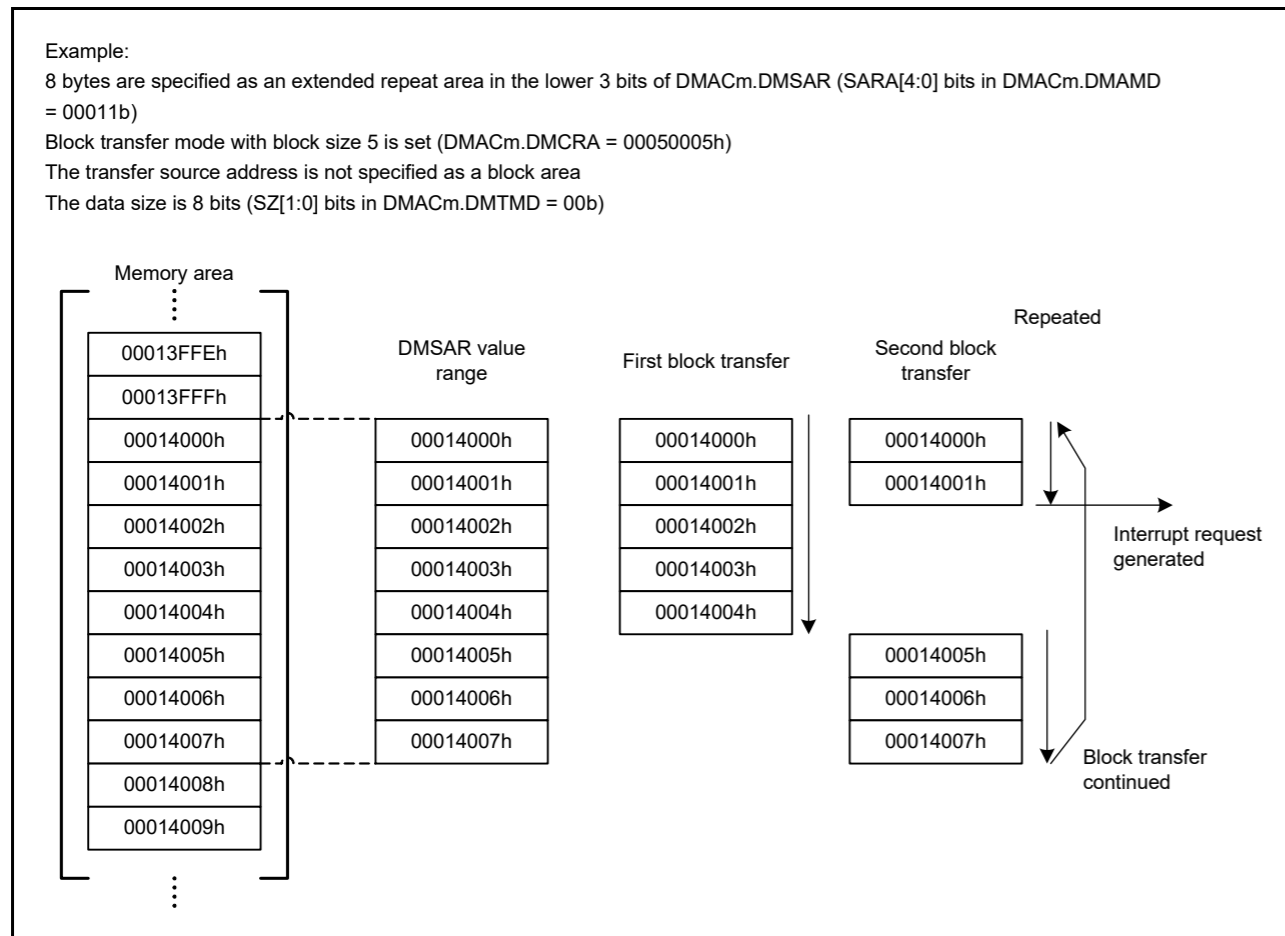 Example:
8 bytes are specified as an extended repeat area in the lower 3 bits of DMACm.DMSAR (SARA[4:0] bits in DMACm.DMAMD
= 00011b)
Block transfer mode with block size 5 is set (DMACm.DMCRA = 00050005h)
The transfer source address is not specified as a block area
The data size is 8 bits (SZ[1:0] bits in DMACm.DMTMD = 00b)
Memory area
00013FFEh
00013FFFh
00014000h
00014001h
00014002h
00014003h
00014004h
00014005h
00014006h
00014007h
00014008h
00014009h
DMSAR value
range
00014000h
00014001h
00014002h
00014003h
00014004h
00014005h
00014006h
00014007h
First block transfer
00014000h
00014001h
00014002h
00014003h
00014004h
Second block
transfer
00014000h
00014001h
00014005h
00014006h
00014007h
Repeated
Interrupt request
generated
Block transfer
continued